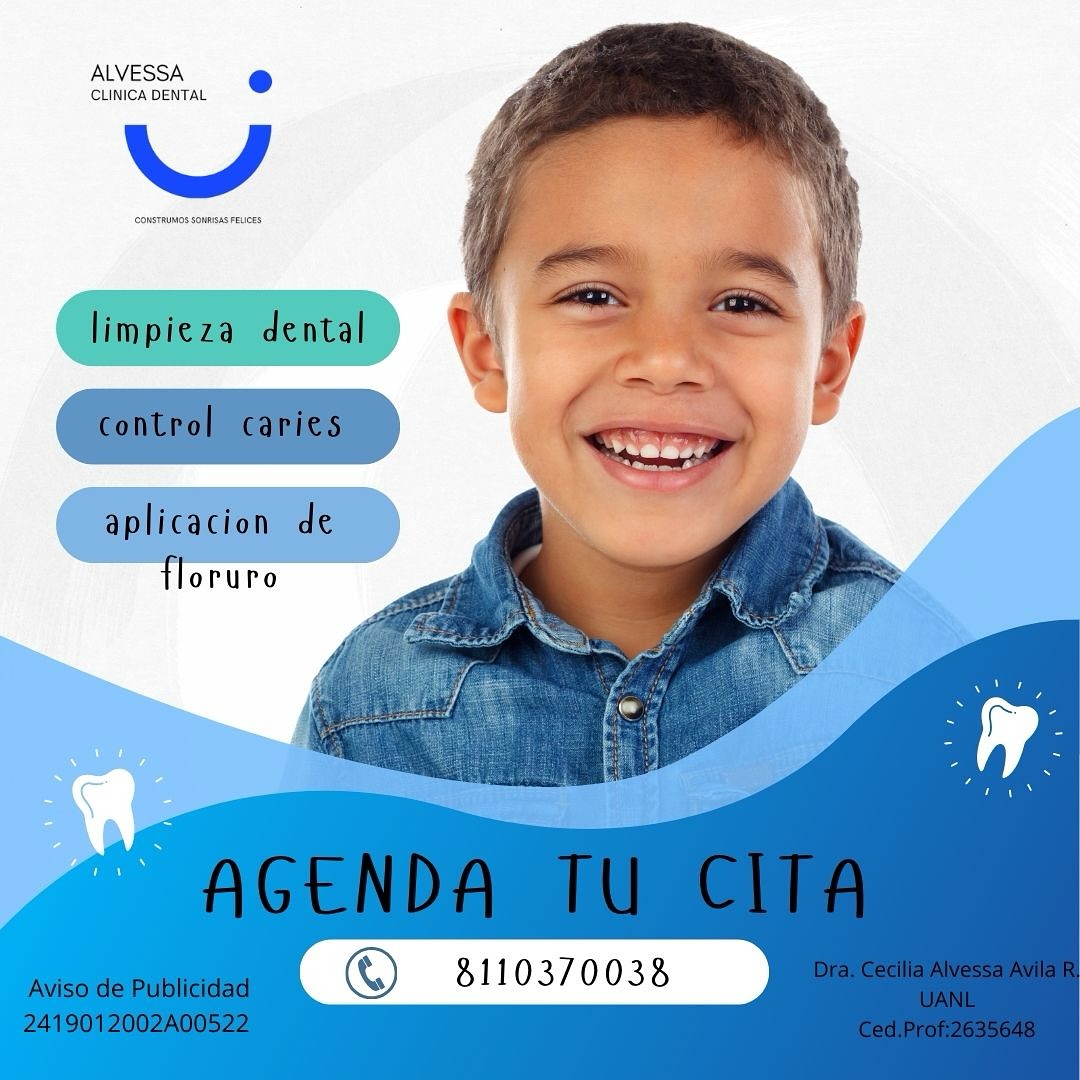 ALVESSA
CLINICA DENTAL
CONSTRUMOS SONRISAS FELICES
limpieza dental
control caries
aplicacion de
floruro
AGENDA TU CITA
8110370038
Aviso de Publicidad
2419012002A00522
Dra. Cecilia Alvessa Avila R.
UANL
Ced.Prof:2635648